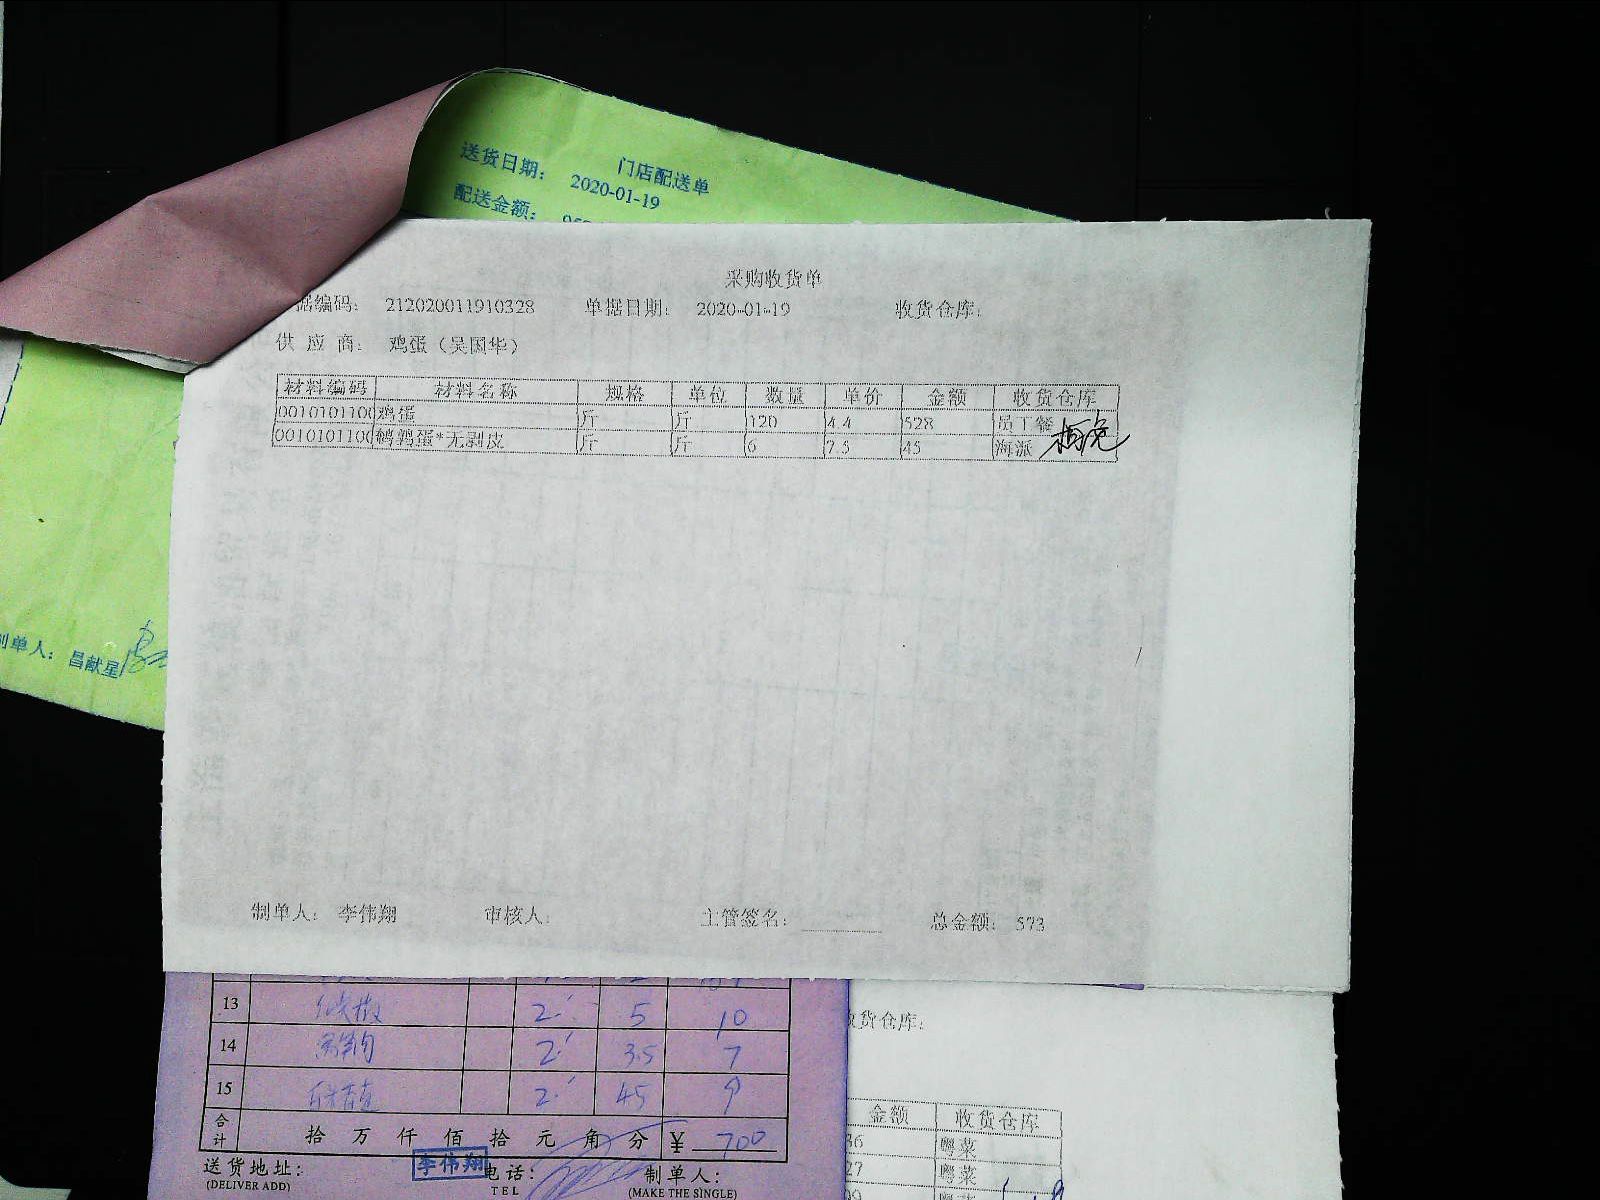 门店配送单
送货日期: 2020-01-19
配送金额:
采购收货单
据编码: 212020011910328 单据日期: 2020-01-19 收货仓库:
供 应 商: 鸡蛋（吴国华）
材料编码 材料名称 规格 单位 数量 单价 金额 收货仓库
0010101100 鸡蛋 斤 斤 120 4.4 528 员工餐
0010101100 鹌鹑蛋*无剥皮 斤 斤 6 7.5 45 海派
制单人: 昌献星
制单人: 李伟翔 审核人: 主管签名: 总金额: 573
13 2 5 10
14 2 3.5 7
15 2 45 9
合计 拾 万 仟 佰 拾 元 角 分 ¥ 700
送货地址: 李伟翔 电话: 制单人:
(DELIVER ADD) TEL (MAKE THE SINGLE)
货仓库:
金额 收货仓库
36 粤菜
27 粤菜